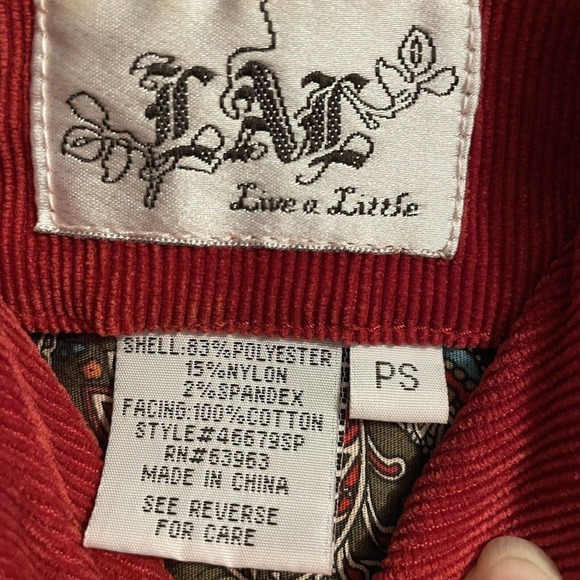 LAL
Live a Little
SHELL:83%POLYESTER
15%NYLON
2%SPANDEX
FACING:100%COTTON
STYLE#46679SP
RN#63963
MADE IN CHINA
SEE REVERSE
FOR CARE
PS